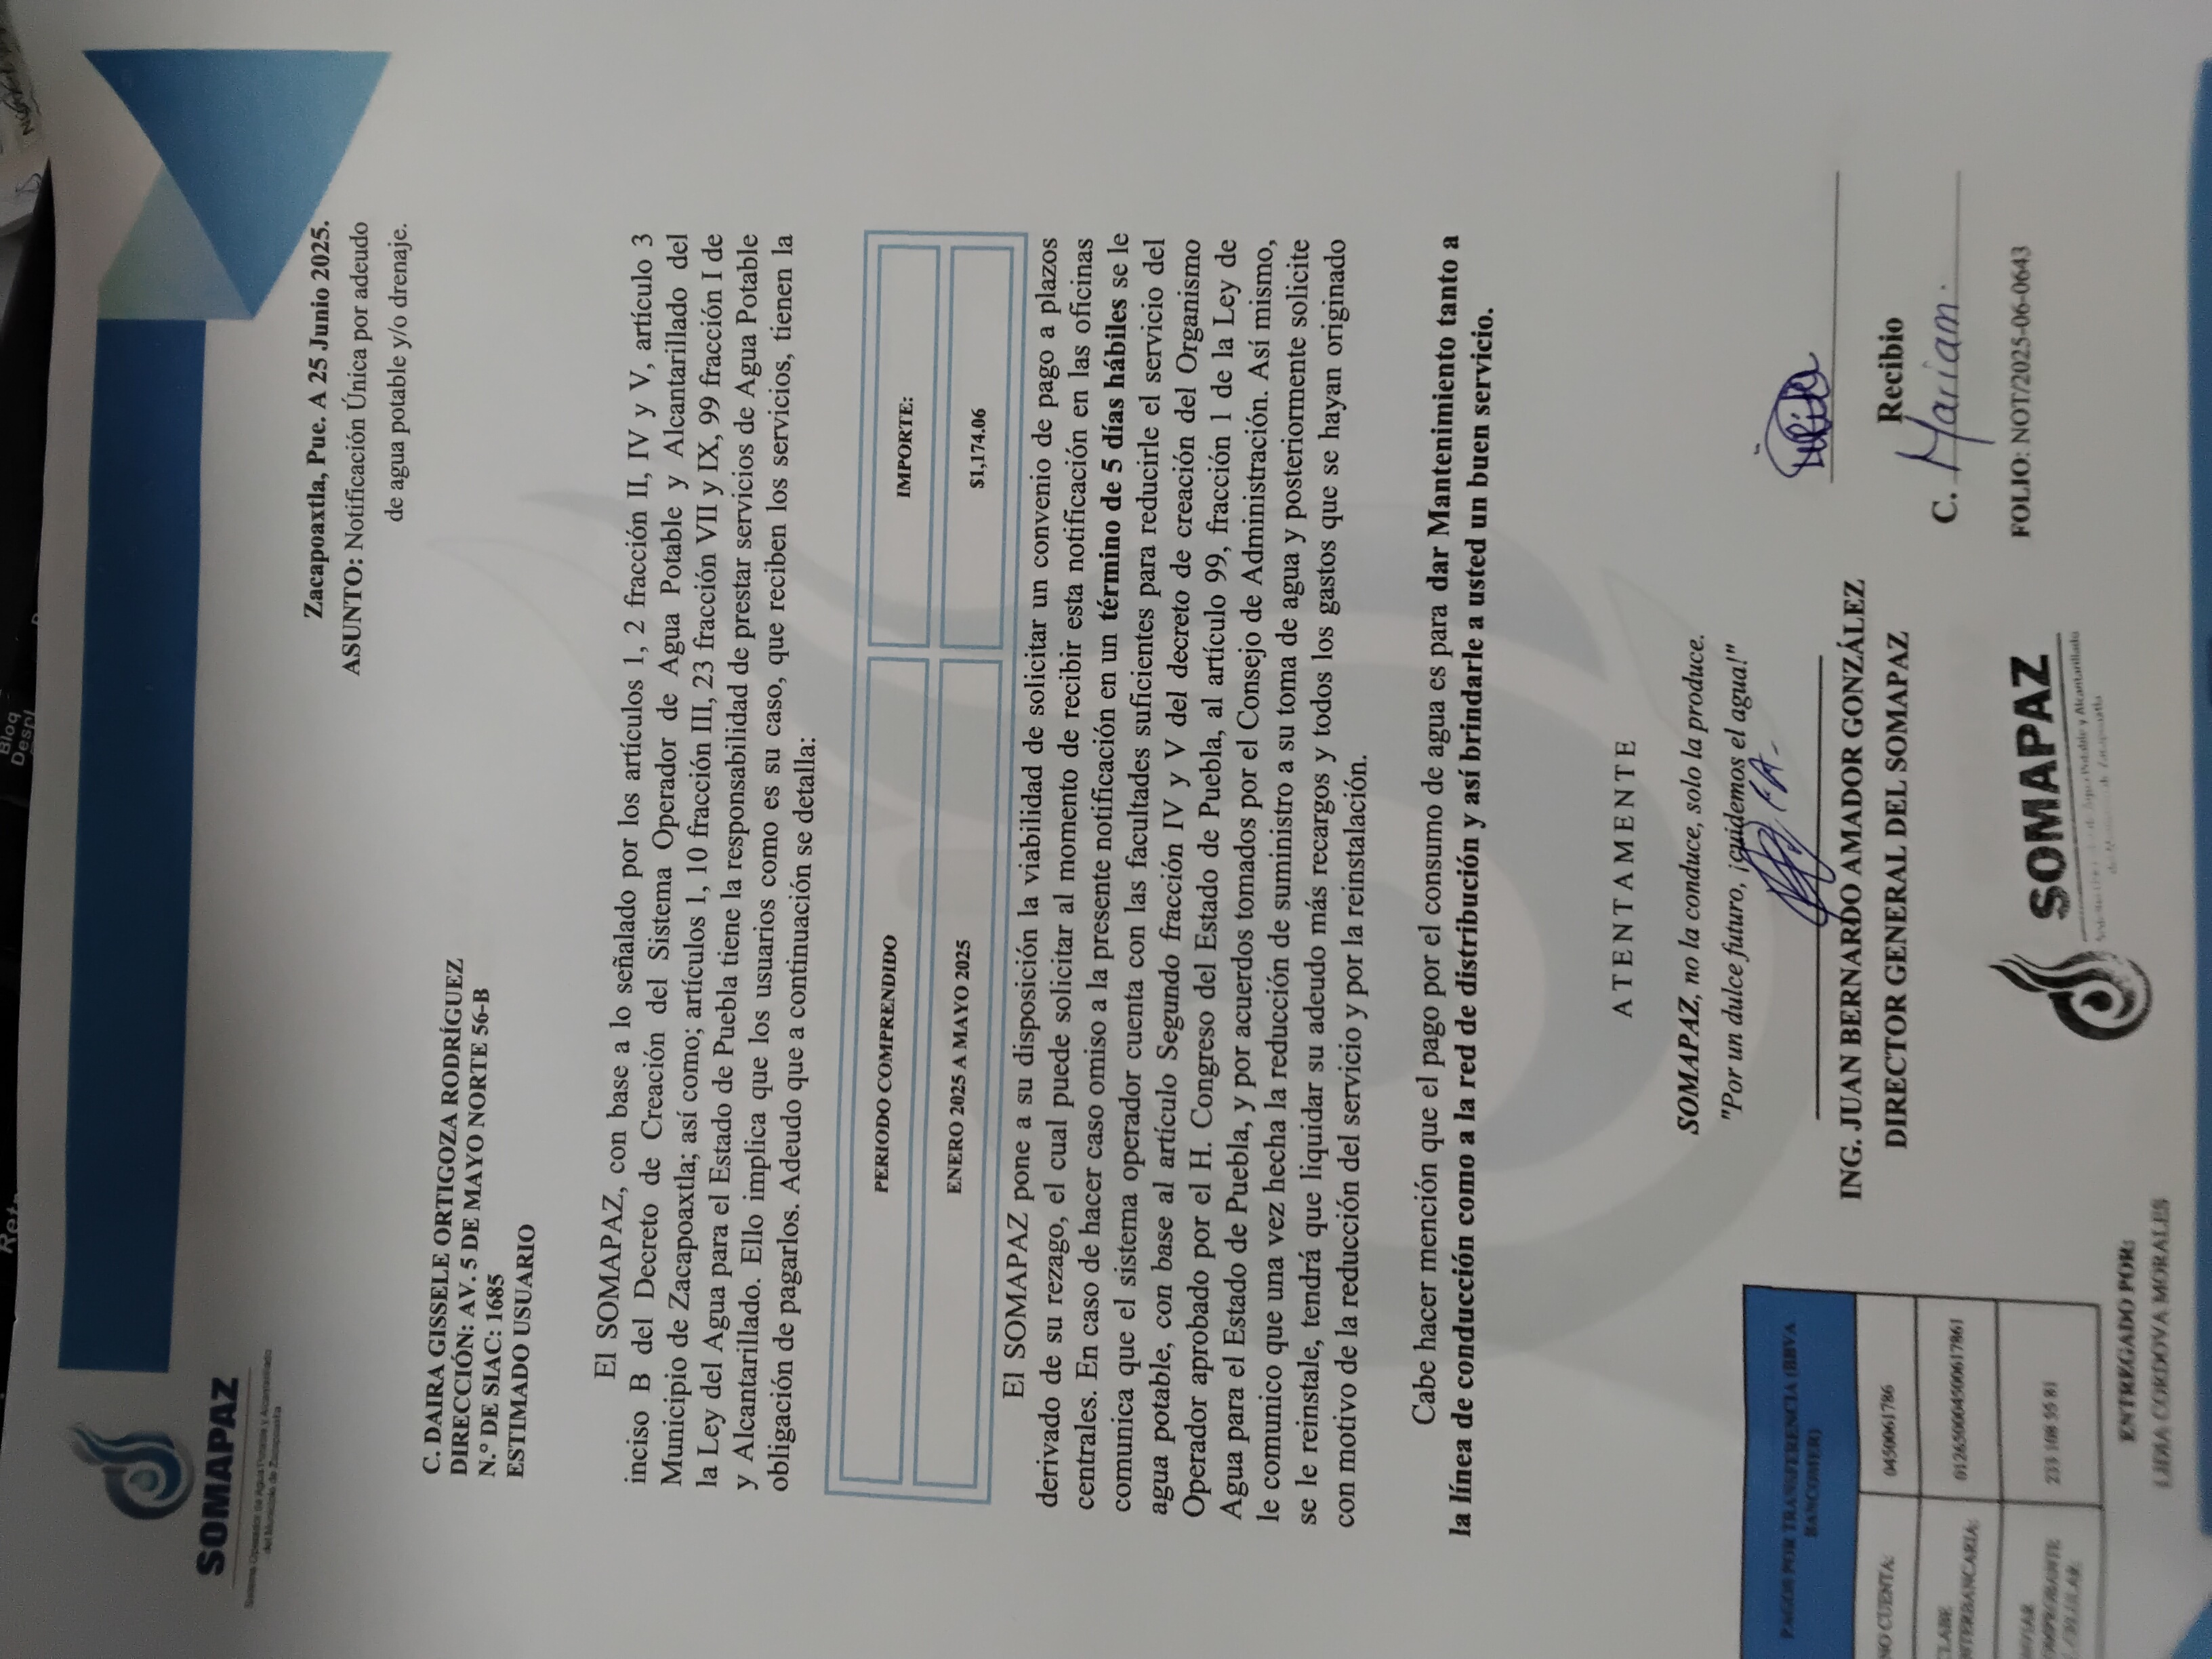 SOMAPAZ
Sistema Operador de Agua Potable y Alcantarillado
del Municipio de Zacapoaxtla
Zacapoaxtla, Pue. A 25 Junio 2025.
ASUNTO: Notificación Única por adeudo
de agua potable y/o drenaje.
C. DAIRA GISSELE ORTIGOZA RODRÍGUEZ
DIRECCIÓN: AV. 5 DE MAYO NORTE 56-B
N.º DE SIAC: 1685
ESTIMADO USUARIO
El SOMAPAZ, con base a lo señalado por los artículos 1, 2 fracción II, IV y V, artículo 3
inciso B del Decreto de Creación del Sistema Operador de Agua Potable y Alcantarillado del
Municipio de Zacapoaxtla; así como; artículos 1, 10 fracción III, 23 fracción VII y IX, 99 fracción I de
la Ley del Agua para el Estado de Puebla tiene la responsabilidad de prestar servicios de Agua Potable
y Alcantarillado. Ello implica que los usuarios como es su caso, que reciben los servicios, tienen la
obligación de pagarlos. Adeudo que a continuación se detalla:
PERIODO COMPRENDIDO IMPORTE:
ENERO 2025 A MAYO 2025 $1,174.06
El SOMAPAZ pone a su disposición la viabilidad de solicitar un convenio de pago a plazos
derivado de su rezago, el cual puede solicitar al momento de recibir esta notificación en las oficinas
centrales. En caso de hacer caso omiso a la presente notificación en un término de 5 días hábiles se le
comunica que el sistema operador cuenta con las facultades suficientes para reducirle el servicio del
agua potable, con base al artículo Segundo fracción IV y V del decreto de creación del Organismo
Operador aprobado por el H. Congreso del Estado de Puebla, al artículo 99, fracción 1 de la Ley de
Agua para el Estado de Puebla, y por acuerdos tomados por el Consejo de Administración. Así mismo,
le comunico que una vez hecha la reducción de suministro a su toma de agua y posteriormente solicite
se le reinstale, tendrá que liquidar su adeudo más recargos y todos los gastos que se hayan originado
con motivo de la reducción del servicio y por la reinstalación.
Cabe hacer mención que el pago por el consumo de agua es para dar Mantenimiento tanto a
la línea de conducción como a la red de distribución y así brindarle a usted un buen servicio.
ATENTAMENTE
SOMAPAZ, no la conduce, solo la produce.
"Por un dulce futuro, ¡cuidemos el agua!"
ING. JUAN BERNARDO AMADOR GONZÁLEZ
DIRECTOR GENERAL DEL SOMAPAZ
Recibio
C. Marian.
FOLIO: NOT/2025-06-0643
PAGOS POR TRANSFERENCIA (BBVA
BANCOMER)
NO CUENTA: 0450061786
CLABE
INTERBANCARIA: 012650004500617861
COMPROBANTE 233 108 95 81
ENTREGADO POR:
LIDIA CORDOVA MORALES
SOMAPAZ